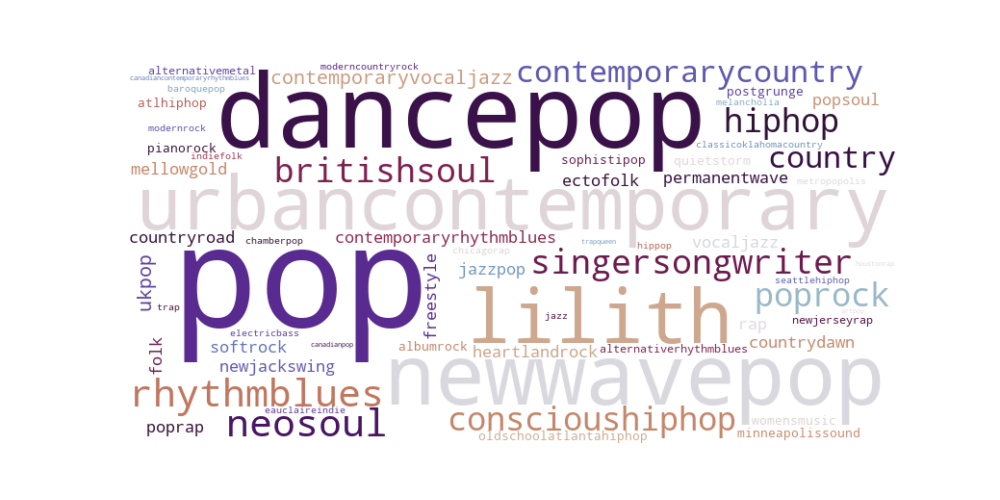 moderncountryrock
alternativemetal
canadiancontemporaryrhythmblues
contemporaryvocaljazz
contemporarycountry
baroquepop
dancepop
postgrunge
popsoul
atlhiphop
melancholia
hiphop
modernrock
pianorock
indiefolk
classicoklahomacountry
mellowgold
britishsoul
sophistipop
quietstorm
country
ectofolk
permanentwave
metropopolis
urbancontemporary
countryroad
chamberpop
contemporaryrhythmblues
trapqueen
hippop
vocaljazz
chicagorap
pop
ukpop
freestyle
jazzpop
singersongwriter
houstonrap
seattlehiphop
lilith
poprock
trap
jazz
rap
newjerseyrap
electricbass
folk
softrock
canadianpop
albumrock
heartlandrock
alternativerhythmblues
countrydawn
newjackswing
newwavepop
rhythmblues
eauclaireindie
neosoul
conscioushiphop
womensmusic
poprap
oldschoolatlantahiphop
minneapolissound